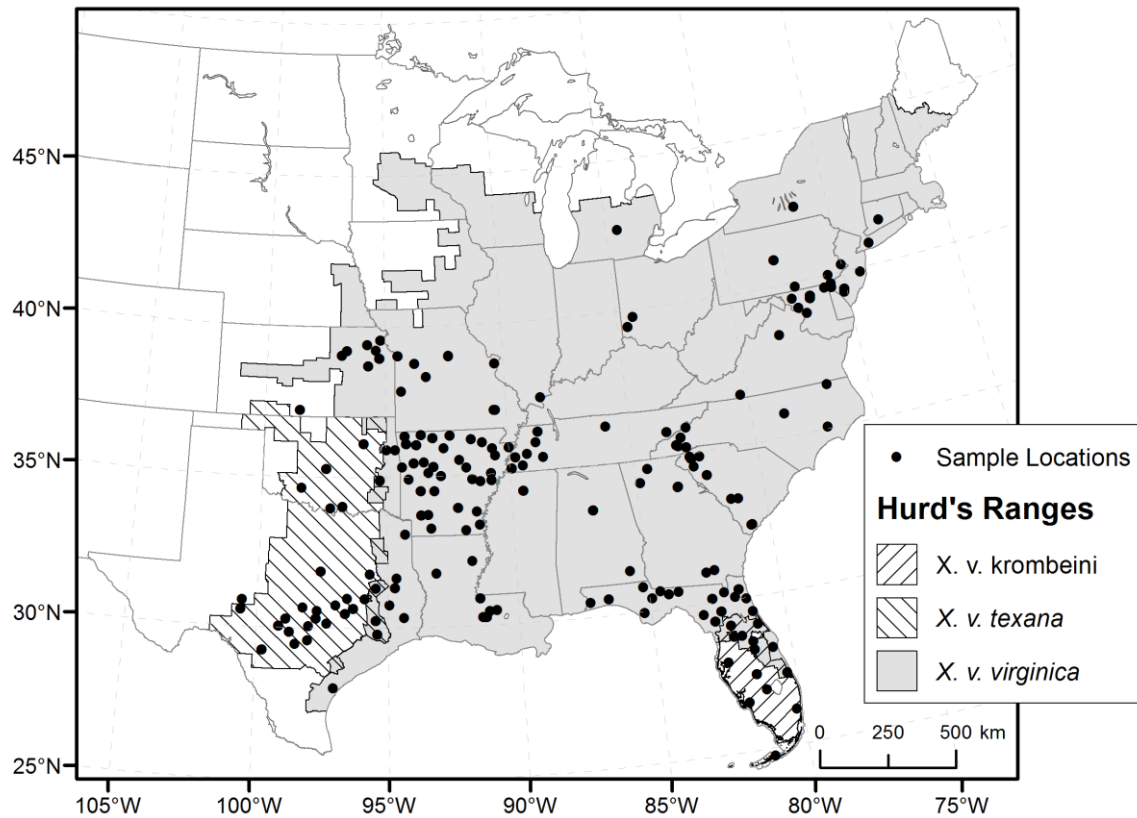 45°N
40°N
35°N
30°N
25°N
105°W
100°W
95°W
90°W
85°W
80°W
75°W
Sample Locations
Hurd's Ranges
X. v. krombeini
X. v. texana
X. v. virginica
0 250 500 km